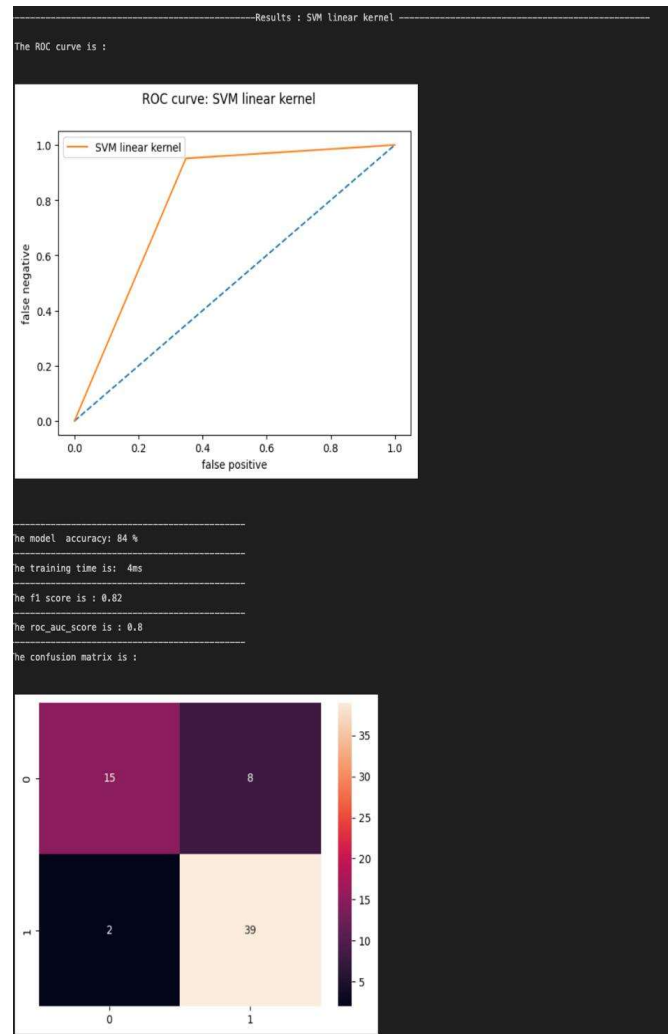 Results : SVM linear kernel
The ROC curve is :
ROC curve: SVM linear kernel
SVM linear kernel
1.0
0.8
0.6
0.4
0.2
0.0
false negative
0.0 0.2 0.4 0.6 0.8 1.0
false positive
he model accuracy: 84 %
he training time is: 4ms
he f1 score is : 0.82
he roc_auc_score is : 0.8
he confusion matrix is :
0
15 8
1
2 39
0 1
35
30
25
20
15
10
5